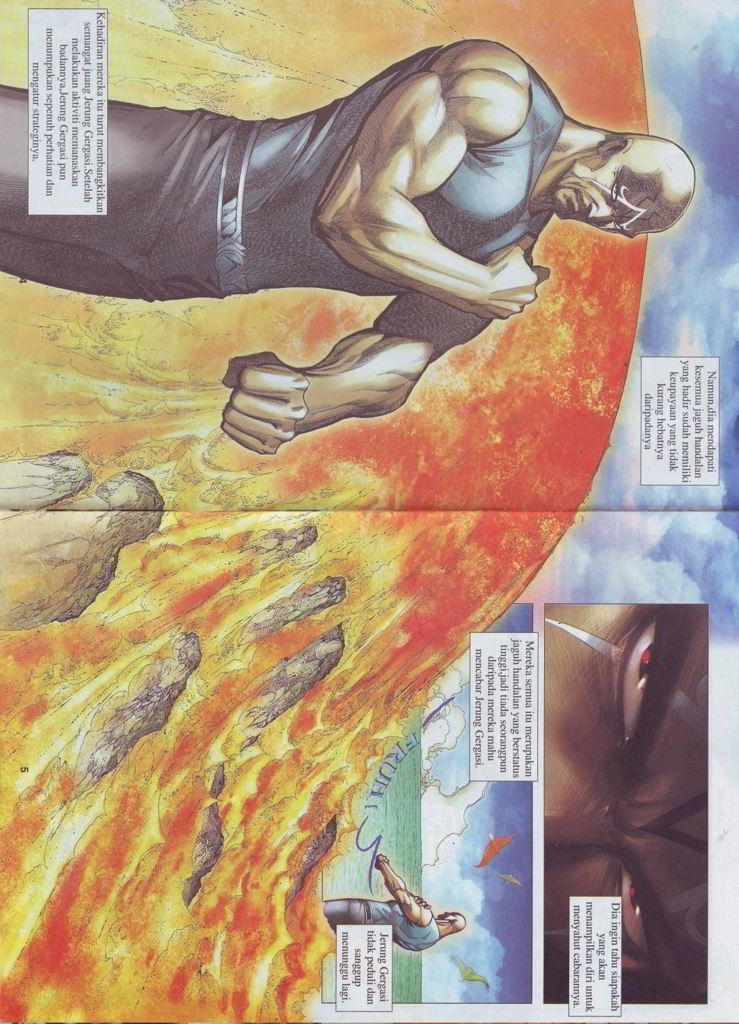 Kehadiran mereka itu turut membangkitkan
semangat juang Jerung Gergasi.Setelah
melakukan aktiviti memanaskan
badannya,Jerung Gergasi pun
menumpukan sepenuh perhatian dan
mengatur strateginya.
Namun,dia mendapati
kesemua jaguh handalan
yang hadir sudah memiliki
keupayaan yang tidak
kurang hebatnya
daripadanya
Mereka semua itu merupakan
jaguh handalan yang berstatus
tinggi.jadi tiada seorangpun
daripada mereka mahu
mencabar Jerung Gergasi.
Dia ingin tahu siapakah
yang akan
menampilkan diri untuk
menyahut cabarannya.
FRUH !
Jerung Gergasi
tidak peduli dan
sanggup
menunggu lagi.
4
5